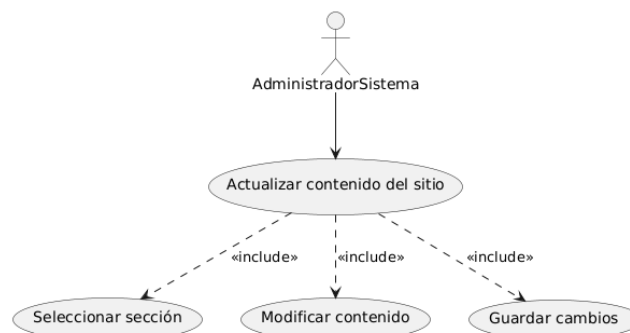 AdministradorSistema
Actualizar contenido del sitio
«include»
«include»
«include»
Seleccionar sección
Modificar contenido
Guardar cambios